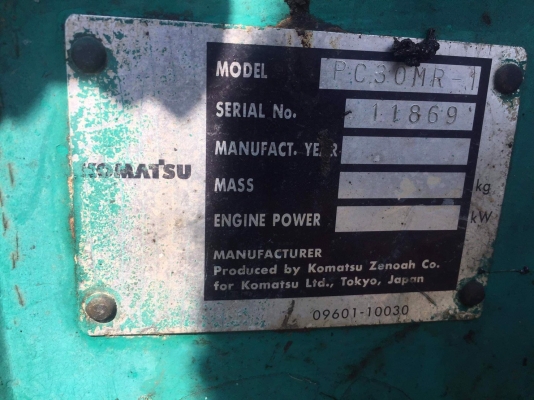 MODEL PC30MR-1
SERIAL No. 11869
KOMATSU
MANUFACT. YEAR
MASS kg
ENGINE POWER kW
MANUFACTURER
Produced by Komatsu Zenoah Co.
for Komatsu Ltd., Tokyo, Japan
09601-10030